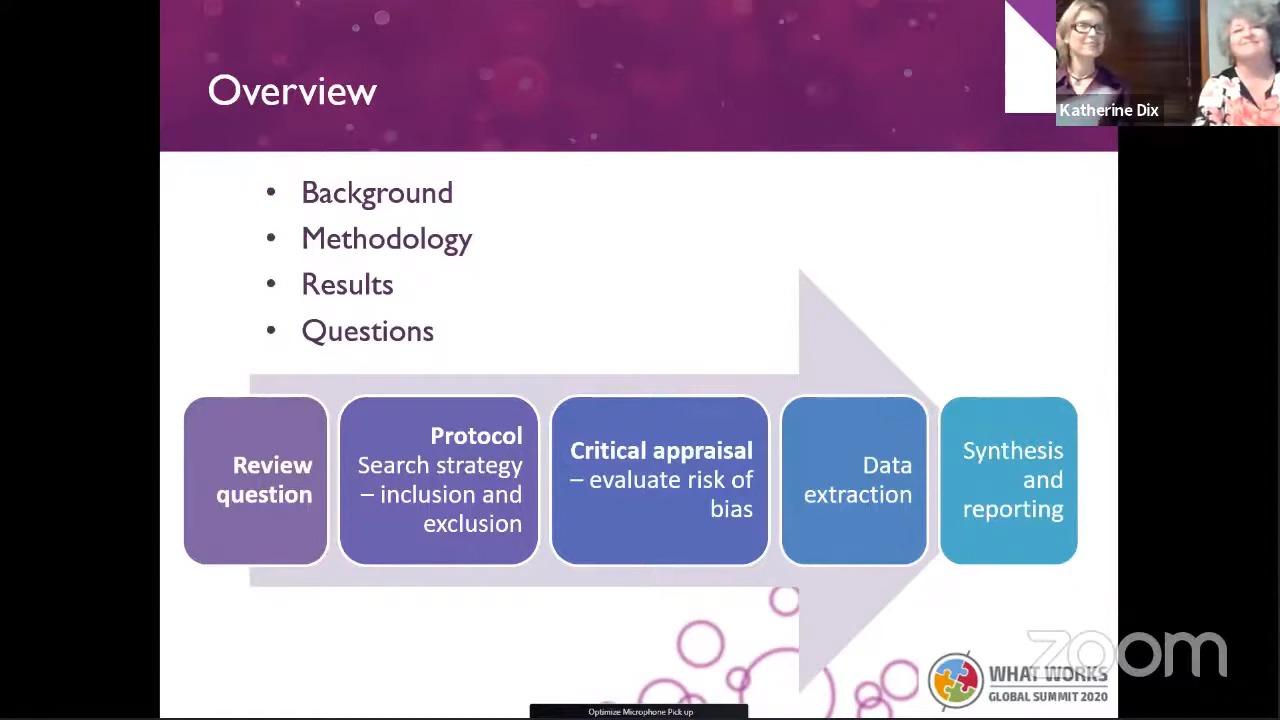 Overview
Katherine Dix
• Background
• Methodology
• Results
• Questions
Review
question
Protocol
Search strategy
– inclusion and
exclusion
Critical appraisal
– evaluate risk of
bias
Data
extraction
Synthesis
and
reporting
zoom
WHAT WORKS
GLOBAL SUMMIT 2020
Optimize Microphone Pick up